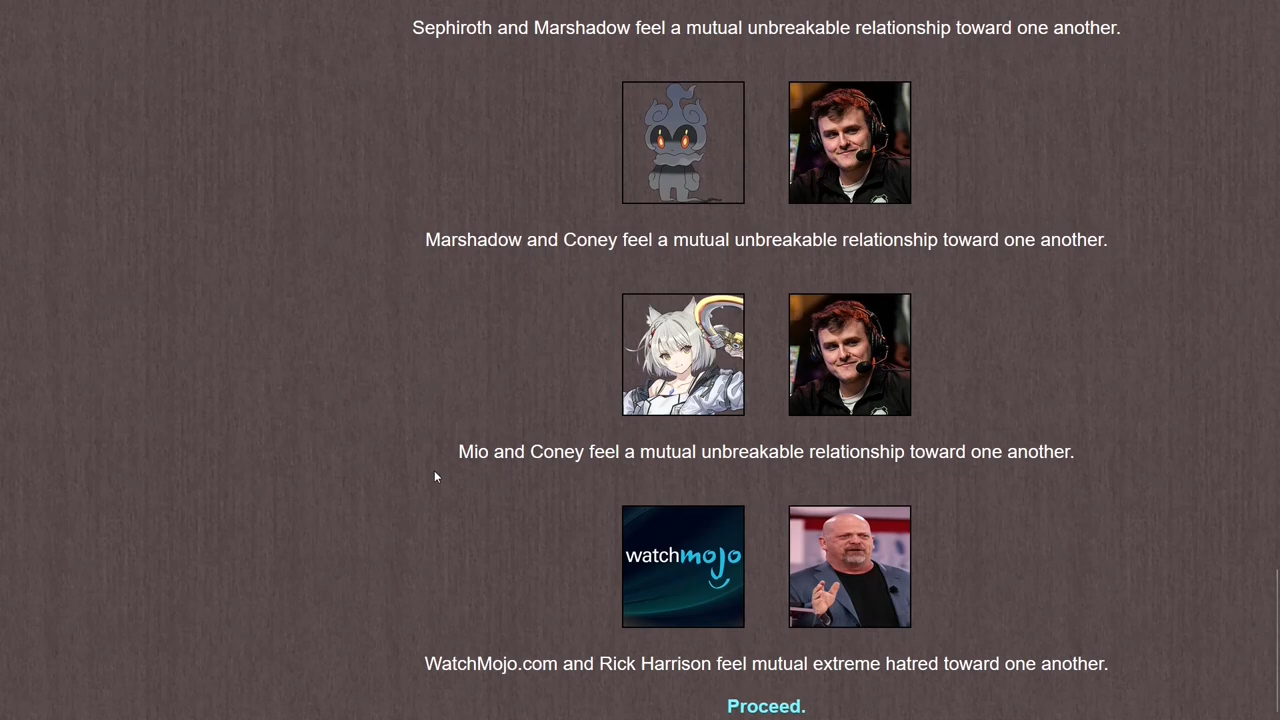 Sephiroth and Marshadow feel a mutual unbreakable relationship toward one another.
Marshadow and Coney feel a mutual unbreakable relationship toward one another.
Mio and Coney feel a mutual unbreakable relationship toward one another.
watchmojo
WatchMojo.com and Rick Harrison feel mutual extreme hatred toward one another.
Proceed.